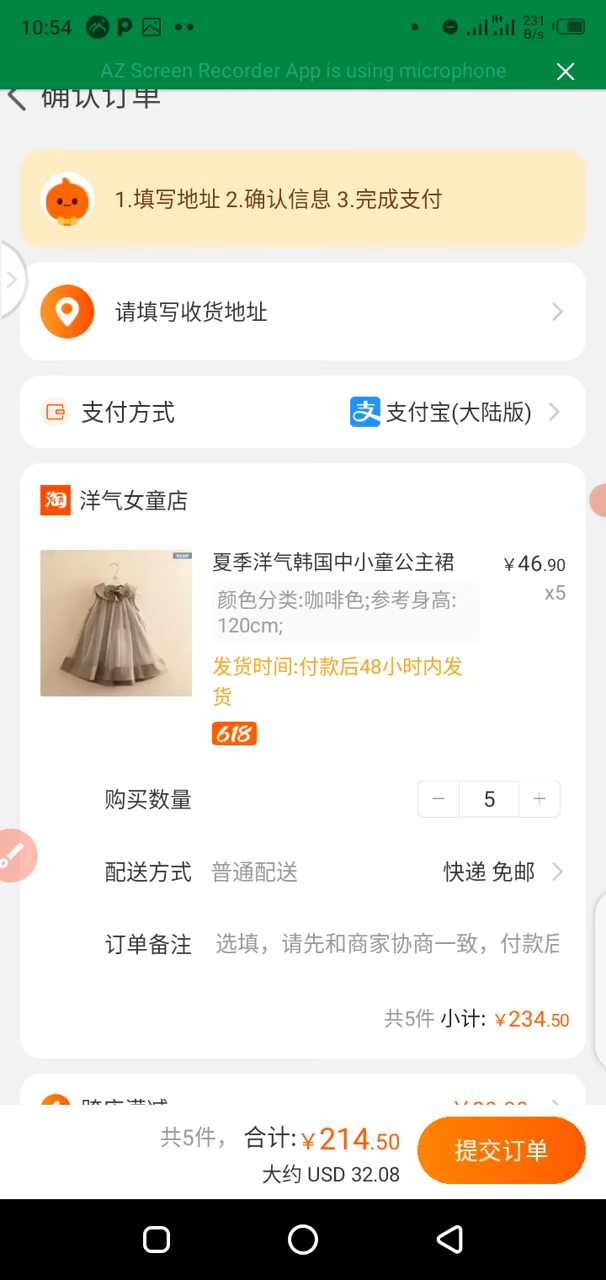 10:54
231
B/s
H+
AZ Screen Recorder App is using microphone
确认订单
1.填写地址 2.确认信息 3.完成支付
请填写收货地址
支付方式
支 支付宝(大陆版)
淘 洋气女童店
夏季洋气韩国中小童公主裙 ￥46.90
颜色分类:咖啡色;参考身高: x5
120cm;
发货时间:付款后48小时内发
货
618
购买数量 － 5 ＋
配送方式 普通配送 快递 免邮
订单备注 选填，请先和商家协商一致，付款后
共5件 小计: ￥234.50
跨店满减
共5件， 合计:￥214.50
大约 USD 32.08
提交订单